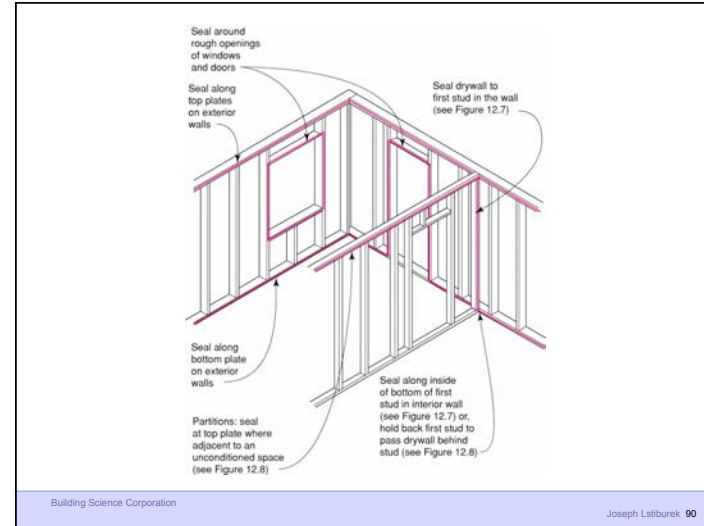 Seal around
rough openings
of windows
and doors
Seal along
top plates
on exterior
walls
Seal drywall to
first stud in the wall
(see Figure 12.7)
Seal along
bottom plate
on exterior
walls
Partitions: seal
at top plate where
adjacent to an
unconditioned space
(see Figure 12.8)
Seal along inside
of bottom of first
stud in interior wall
(see Figure 12.7) or,
hold back first stud to
pass drywall behind
stud (see Figure 12.8)
Building Science Corporation
Joseph Lstiburek 90